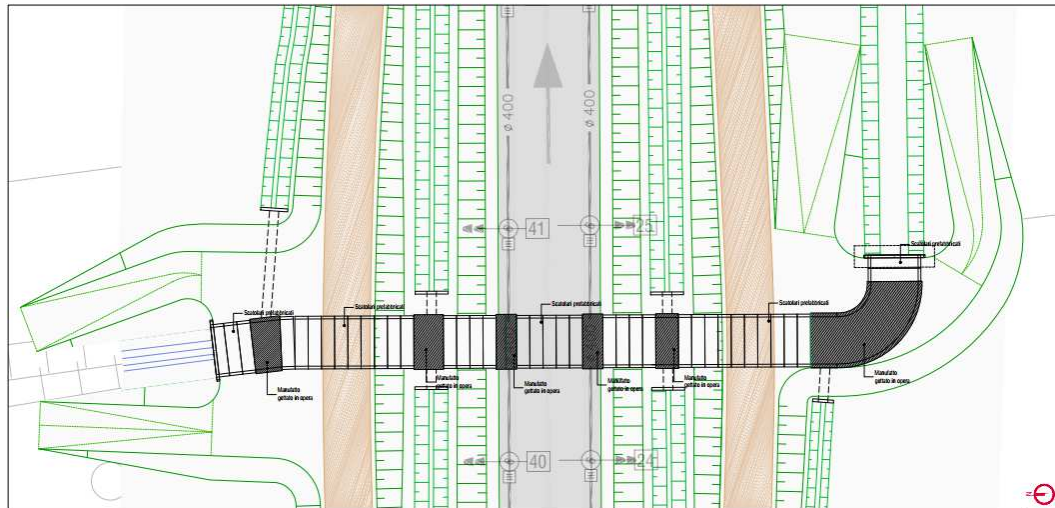 ø 400
ø 400
41
25
Scatolari prefabbricati
Scatolari prefabbricati
Scatolari prefabbricati
Scatolari prefabbricati
Scatolari prefabbricati
Manufatto
gettato in opera
Manufatto
gettato in opera
Manufatto
gettato in opera
Manufatto
gettato in opera
Manufatto
gettato in opera
Manufatto
gettato in opera
40
24
N